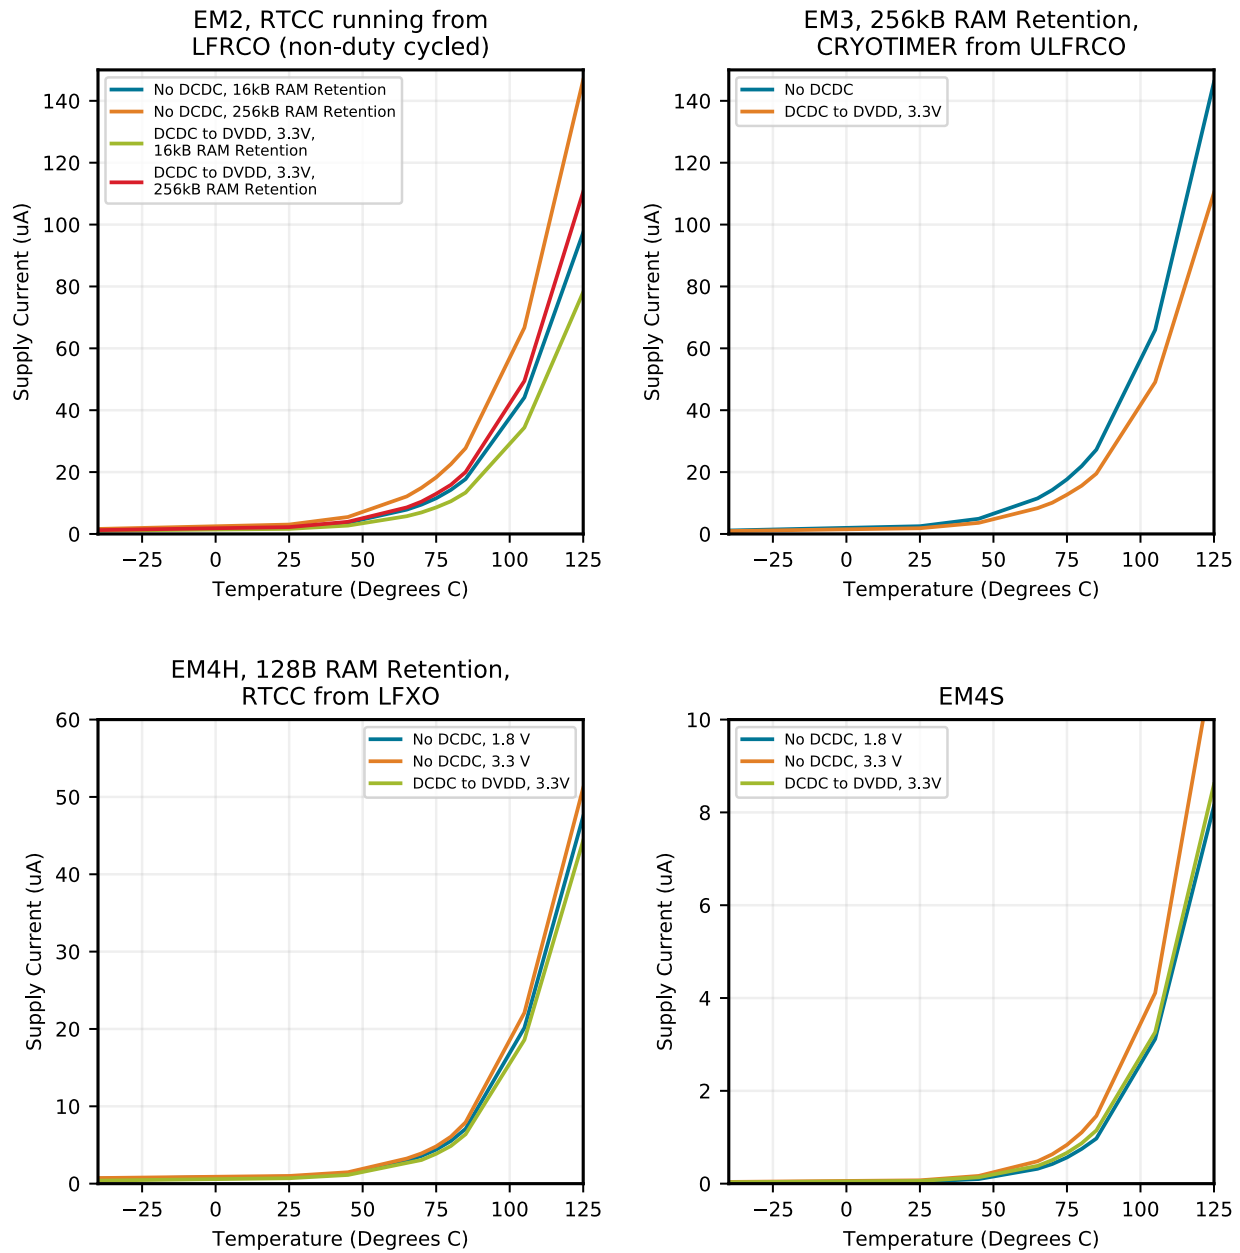 EM2, RTCC running from
LFRCO (non-duty cycled)
No DCDC, 16kB RAM Retention
No DCDC, 256kB RAM Retention
DCDC to DVDD, 3.3V,
16kB RAM Retention
DCDC to DVDD, 3.3V,
256kB RAM Retention
Supply Current (uA)
140
120
100
80
60
40
20
0
−25 0 25 50 75 100 125
Temperature (Degrees C)
EM3, 256kB RAM Retention,
CRYOTIMER from ULFRCO
No DCDC
DCDC to DVDD, 3.3V
Supply Current (uA)
140
120
100
80
60
40
20
0
−25 0 25 50 75 100 125
Temperature (Degrees C)
EM4H, 128B RAM Retention,
RTCC from LFXO
No DCDC, 1.8 V
No DCDC, 3.3 V
DCDC to DVDD, 3.3V
Supply Current (uA)
60
50
40
30
20
10
0
−25 0 25 50 75 100 125
Temperature (Degrees C)
EM4S
No DCDC, 1.8 V
No DCDC, 3.3 V
DCDC to DVDD, 3.3V
Supply Current (uA)
10
8
6
4
2
0
−25 0 25 50 75 100 125
Temperature (Degrees C)